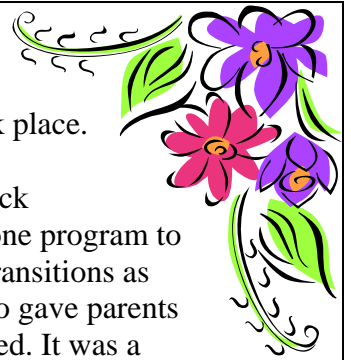 k place.
ck
one program to
ransitions as
o gave parents
ed. It was a